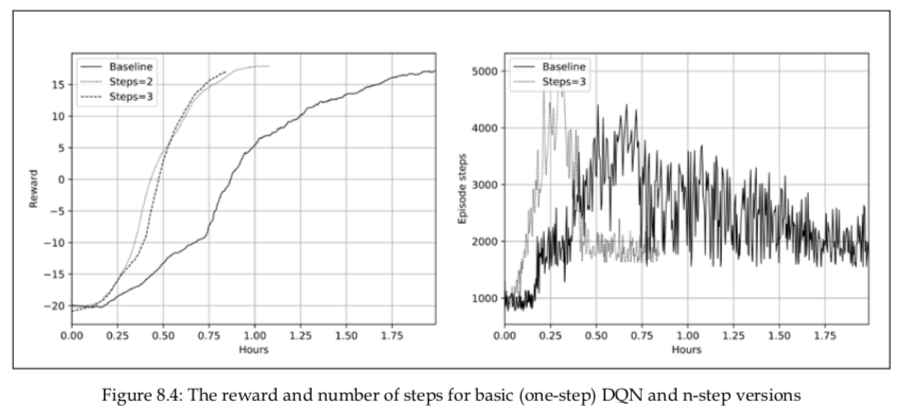 Baseline
Steps=2
Steps=3
15
10
5
0
−5
−10
−15
−20
Reward
0.00 0.25 0.50 0.75 1.00 1.25 1.50 1.75
Hours
Baseline
Steps=3
5000
4000
3000
2000
1000
Episode steps
0.00 0.25 0.50 0.75 1.00 1.25 1.50 1.75
Hours
Figure 8.4: The reward and number of steps for basic (one-step) DQN and n-step versions